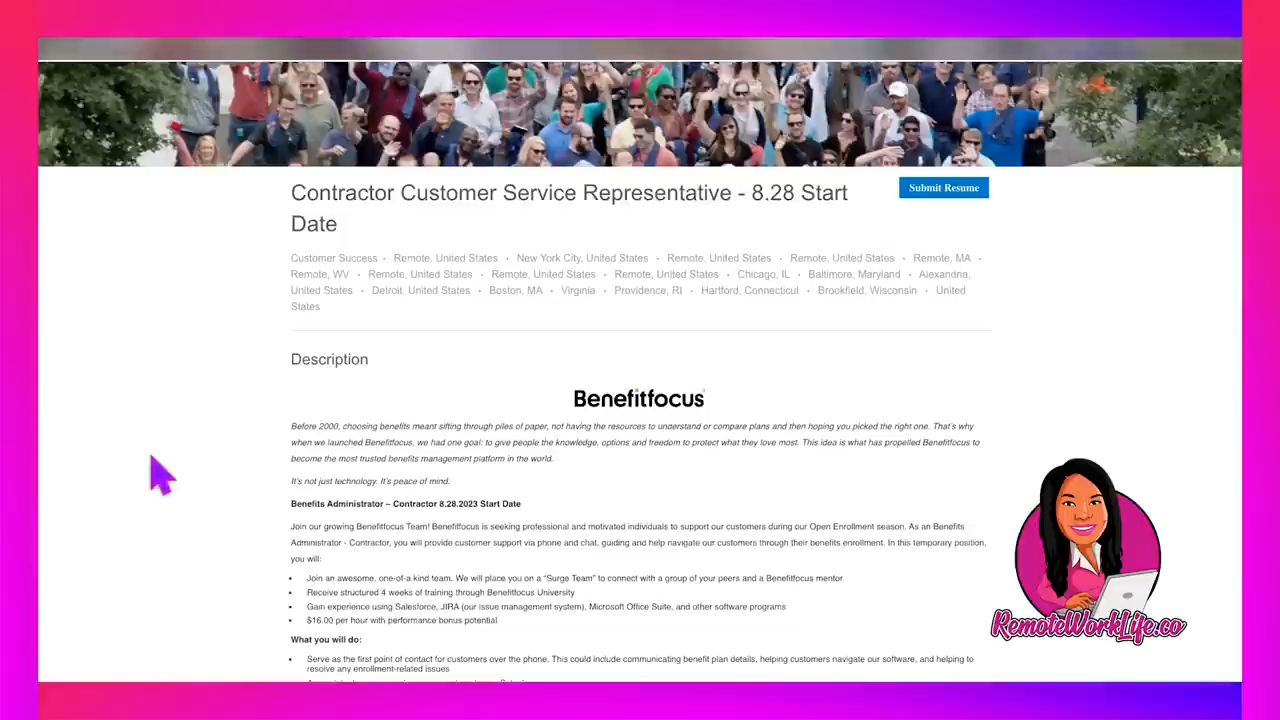 Contractor Customer Service Representative - 8.28 Start
Date
Submit Resume
Customer Success · Remote, United States · New York City, United States · Remote, United States · Remote, United States · Remote, MA ·
Remote, WV · Remote, United States · Remote, United States · Remote, United States · Chicago, IL · Baltimore, Maryland · Alexandria,
United States · Detroit, United States · Boston, MA · Virginia · Providence, RI · Hartford, Connecticut · Brookfield, Wisconsin · United
States
Description
Benefitfocus
Before 2000, choosing benefits meant sifting through piles of paper, not having the resources to understand or compare plans and then hoping you picked the right one. That's why
when we launched Benefitfocus, we had one goal: to give people the knowledge, options and freedom to protect what they love most. This idea is what has propelled Benefitfocus to
become the most trusted benefits management platform in the world.
It's not just technology. It's peace of mind.
Benefits Administrator – Contractor 8.28.2023 Start Date
Join our growing Benefitfocus Team! Benefitfocus is seeking professional and motivated individuals to support our customers during our Open Enrollment season. As an Benefits
Administrator - Contractor, you will provide customer support via phone and chat, guiding and help navigate our customers through their benefits enrollment. In this temporary position,
you will:
• Join an awesome, one-of-a kind team. We will place you on a "Surge Team" to connect with a group of your peers and a Benefitfocus mentor
• Receive structured 4 weeks of training through Benefitfocus University
• Gain experience using Salesforce, JIRA (our issue management system), Microsoft Office Suite, and other software programs
• $16.00 per hour with performance bonus potential
What you will do:
• Serve as the first point of contact for customers over the phone. This could include communicating benefit plan details, helping customers navigate our software, and helping to
resolve any enrollment-related issues
RemoteWorkLife.co